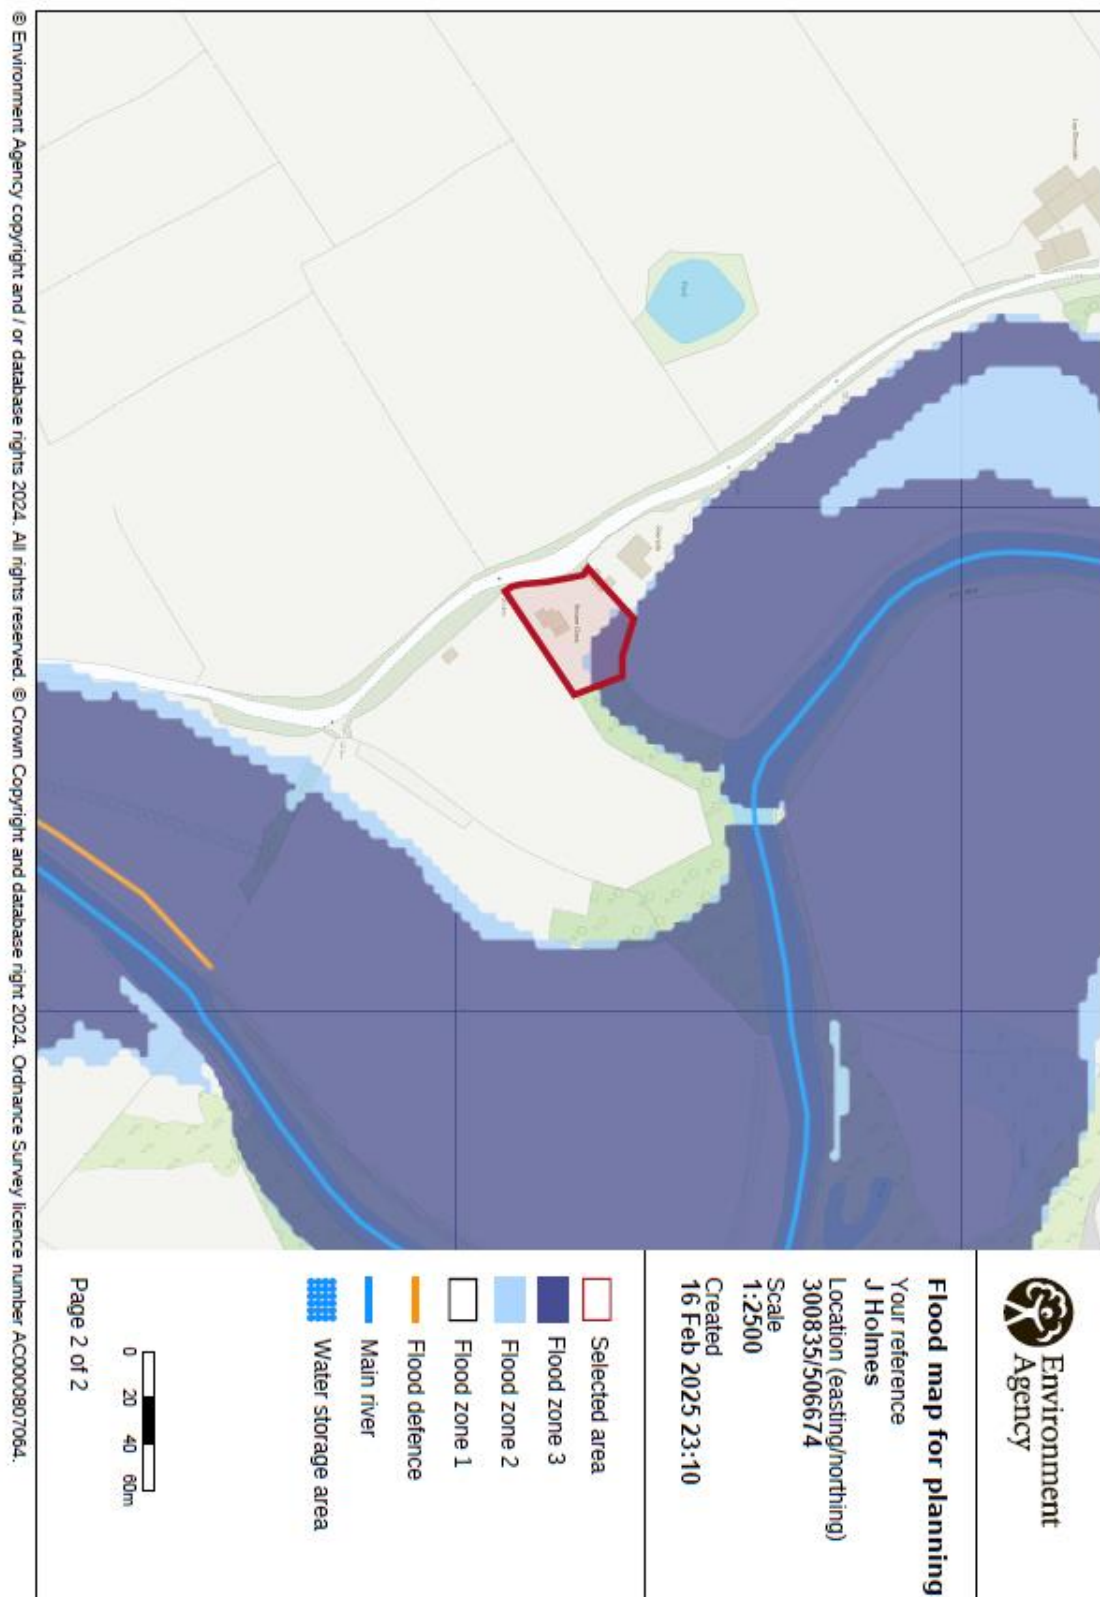 Environment
Agency
Flood map for planning
Your reference
J Holmes
Location (easting/northing)
300835/506674
Scale
1:2500
Created
16 Feb 2025 23:10
Selected area
Flood zone 3
Flood zone 2
Flood zone 1
Flood defence
Main river
Water storage area
0 20 40 60m
Page 2 of 2
Pond
© Environment Agency copyright and / or database rights 2024. All rights reserved. © Crown Copyright and database right 2024. Ordnance Survey licence number AC0000807064.